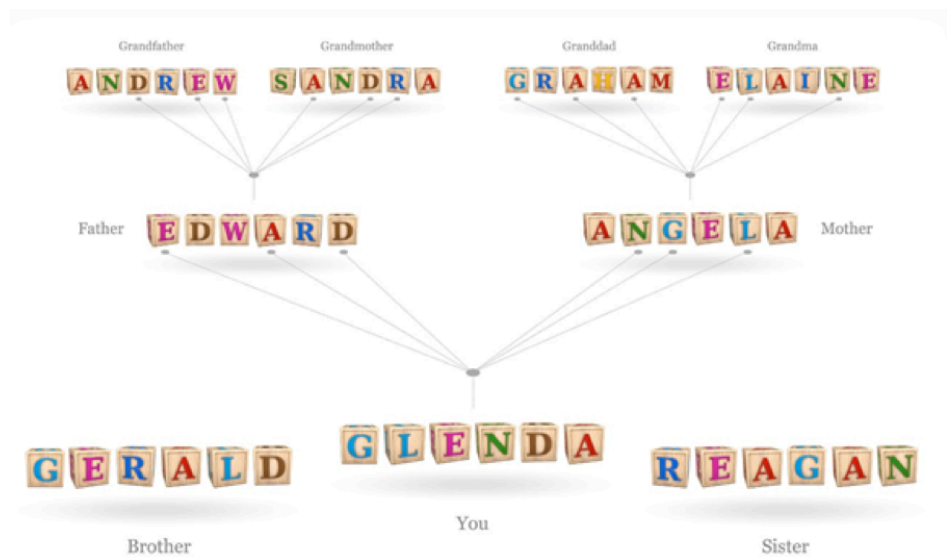 Grandfather Grandmother Granddad Grandma
ANDREW SANDRA GRAHAM ELAINE
Father EDWARD ANGELA Mother
GERALD GLENDA REAGAN
You
Brother Sister